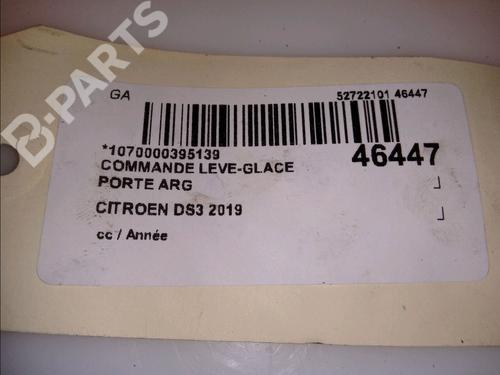 B-PARTS
GA
52722101 46447
*1070000395139
46447
COMMANDE LEVE-GLACE
PORTE ARG
CITROEN DS3 2019
cc / Année